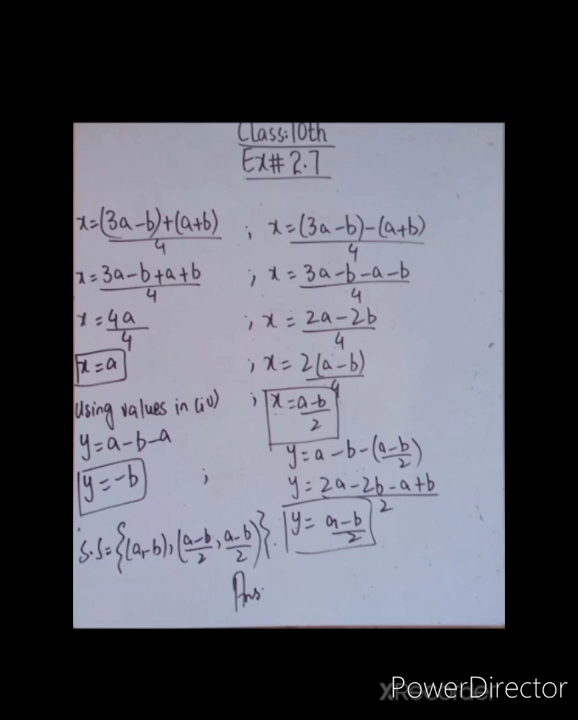 Class:10th
Ex# 2.7
x=(3a-b)+(a+b)/4 ; x=(3a-b)-(a+b)/4
x=3a-b+a+b/4 ; x=3a-b-a-b/4
x=4a/4 ; x=2a-2b/4
x=a ; x=2(a-b)/4
Using values in (iv) ; x=a-b/2
y=a-b-a
y=a-b-(a-b/2)
y=-b ; y=2a-2b-a+b/2
S.S={(a,-b),(a-b/2, a-b/2)}. y=a-b/2
Ans.
PowerDirector